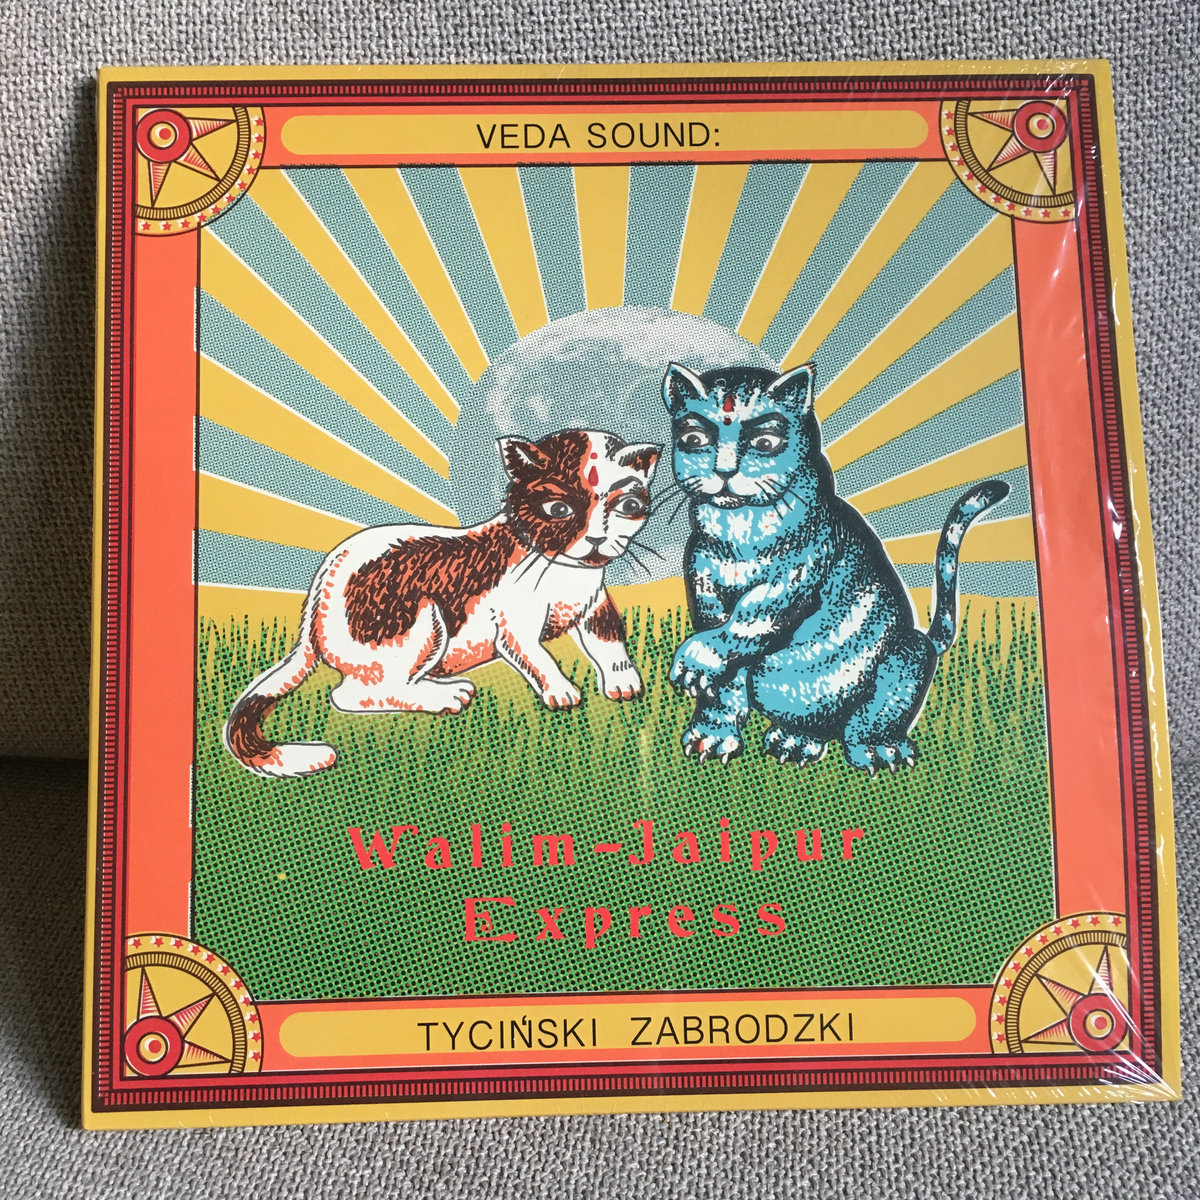 VEDA SOUND:
Walim-Jaipur
Express
TYCIŃSKI ZABRODZKI